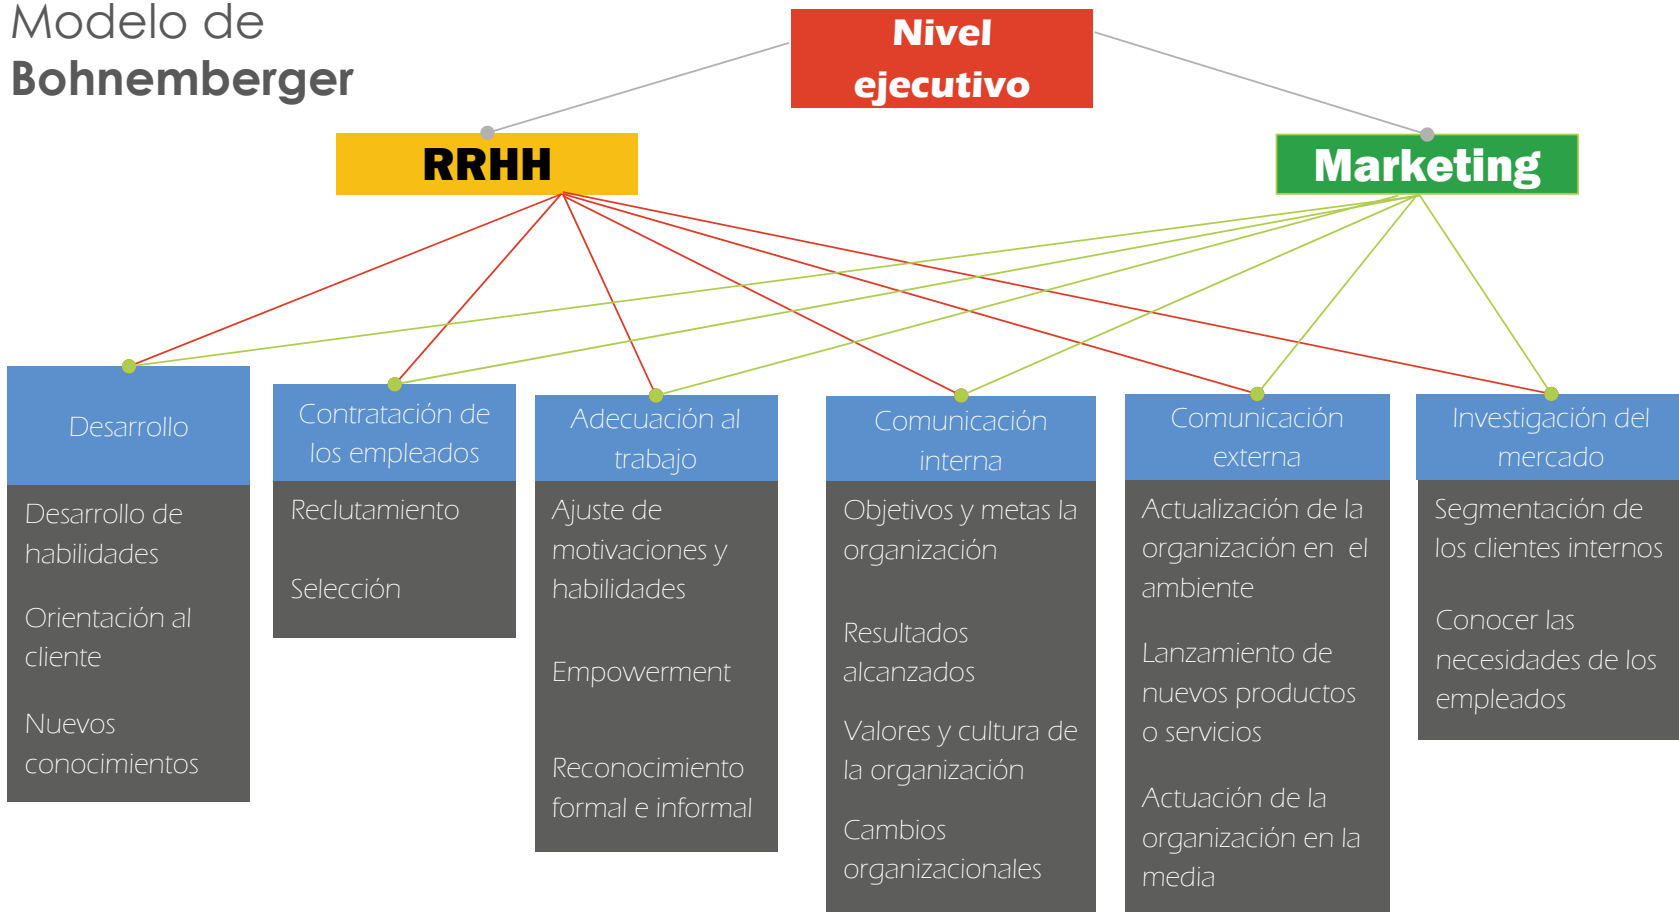 Modelo de
Bohnemberger
Nivel
ejecutivo
RRHH
Marketing
Desarrollo
Desarrollo de
habilidades
Orientación al
cliente
Nuevos
conocimientos
Contratación de
los empleados
Reclutamiento
Selección
Adecuación al
trabajo
Ajuste de
motivaciones y
habilidades
Empowerment
Reconocimiento
formal e informal
Comunicación
interna
Objetivos y metas la
organización
Resultados
alcanzados
Valores y cultura de
la organización
Cambios
organizacionales
Comunicación
externa
Actualización de la
organización en el
ambiente
Lanzamiento de
nuevos productos
o servicios
Actuación de la
organización en la
media
Investigación del
mercado
Segmentación de
los clientes internos
Conocer las
necesidades de los
empleados